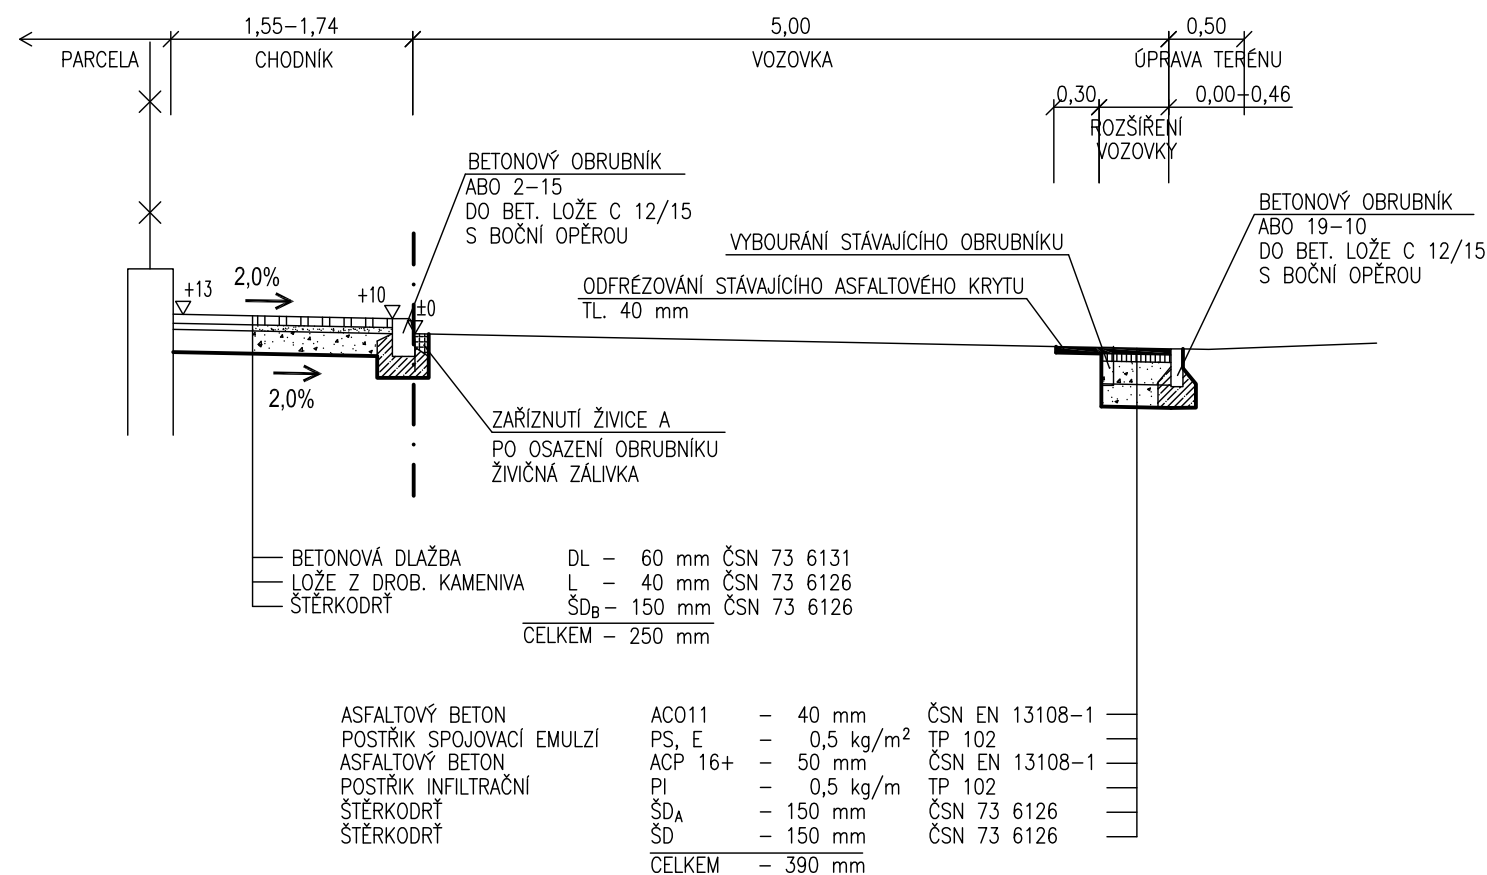 1,55–1,74 5,00 0,50
PARCELA CHODNÍK VOZOVKA ÚPRAVA TERÉNU
0,30 0,00–0,46
ROZŠÍŘENÍ
VOZOVKY
BETONOVÝ OBRUBNÍK
ABO 2–15
DO BET. LOŽE C 12/15
S BOČNÍ OPĚROU
BETONOVÝ OBRUBNÍK
ABO 19–10
DO BET. LOŽE C 12/15
S BOČNÍ OPĚROU
VYBOURÁNÍ STÁVAJÍCÍHO OBRUBNÍKU
ODFRÉZOVÁNÍ STÁVAJÍCÍHO ASFALTOVÉHO KRYTU
TL. 40 mm
+13 2,0% +10 ±0
2,0%
ZAŘÍZNUTÍ ŽIVICE A
PO OSAZENÍ OBRUBNÍKU
ŽIVIČNÁ ZÁLIVKA
BETONOVÁ DLAŽBA DL – 60 mm ČSN 73 6131
LOŽE Z DROB. KAMENIVA L – 40 mm ČSN 73 6126
ŠTĚRKODRŤ ŠDB – 150 mm ČSN 73 6126
CELKEM – 250 mm
ASFALTOVÝ BETON ACO11 – 40 mm ČSN EN 13108–1
POSTŘIK SPOJOVACÍ EMULZÍ PS, E – 0,5 kg/m² TP 102
ASFALTOVÝ BETON ACP 16+ – 50 mm ČSN EN 13108–1
POSTŘIK INFILTRAČNÍ PI – 0,5 kg/m TP 102
ŠTĚRKODRŤ ŠDA – 150 mm ČSN 73 6126
ŠTĚRKODRŤ ŠD – 150 mm ČSN 73 6126
CELKEM – 390 mm